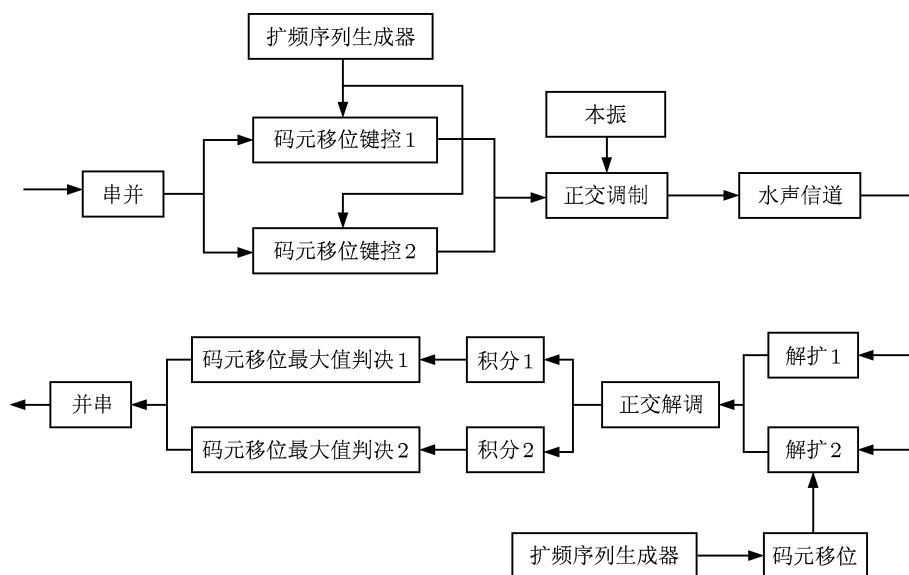 扩频序列生成器
本振
码元移位键控1
串并
正交调制
水声信道
码元移位键控2
码元移位最大值判决1
积分1
解扩1
并串
正交解调
码元移位最大值判决2
积分2
解扩2
扩频序列生成器
码元移位